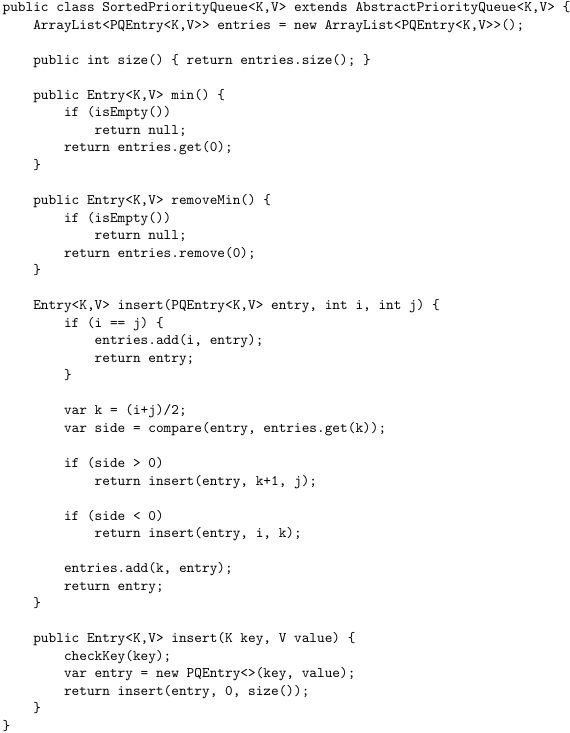 public class SortedPriorityQueue<K,V> extends AbstractPriorityQueue<K,V> {
    ArrayList<PQEntry<K,V>> entries = new ArrayList<PQEntry<K,V>>();

    public int size() { return entries.size(); }

    public Entry<K,V> min() {
        if (isEmpty())
            return null;
        return entries.get(0);
    }

    public Entry<K,V> removeMin() {
        if (isEmpty())
            return null;
        return entries.remove(0);
    }

    Entry<K,V> insert(PQEntry<K,V> entry, int i, int j) {
        if (i == j) {
            entries.add(i, entry);
            return entry;
        }

        var k = (i+j)/2;
        var side = compare(entry, entries.get(k));

        if (side > 0)
            return insert(entry, k+1, j);

        if (side < 0)
            return insert(entry, i, k);

        entries.add(k, entry);
        return entry;
    }

    public Entry<K,V> insert(K key, V value) {
        checkKey(key);
        var entry = new PQEntry<>(key, value);
        return insert(entry, 0, size());
    }
}